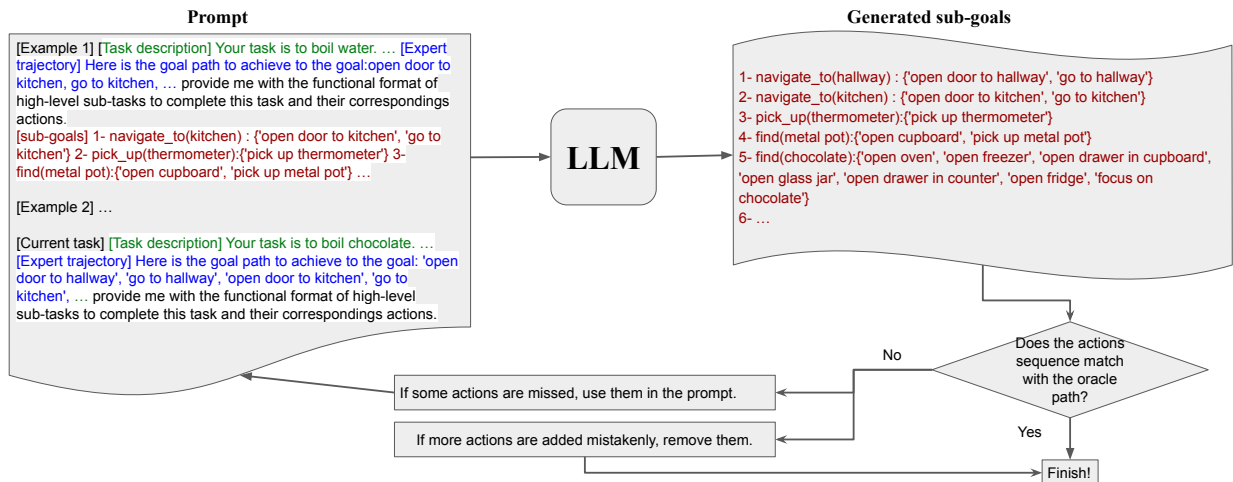 Prompt
[Example 1] [Task description] Your task is to boil water. … [Expert
trajectory] Here is the goal path to achieve to the goal:open door to
kitchen, go to kitchen, … provide me with the functional format of
high-level sub-tasks to complete this task and their correspondings
actions.
[sub-goals] 1- navigate_to(kitchen) : {'open door to kitchen', 'go to
kitchen'} 2- pick_up(thermometer):{'pick up thermometer'} 3-
find(metal pot):{'open cupboard', 'pick up metal pot'} …
[Example 2] …
[Current task] [Task description] Your task is to boil chocolate. …
[Expert trajectory] Here is the goal path to achieve to the goal: 'open
door to hallway', 'go to hallway', 'open door to kitchen', 'go to
kitchen', … provide me with the functional format of high-level
sub-tasks to complete this task and their correspondings actions.
LLM
Generated sub-goals
1- navigate_to(hallway) : {'open door to hallway', 'go to hallway'}
2- navigate_to(kitchen) : {'open door to kitchen', 'go to kitchen'}
3- pick_up(thermometer):{'pick up thermometer'}
4- find(metal pot):{'open cupboard', 'pick up metal pot'}
5- find(chocolate):{'open oven', 'open freezer', 'open drawer in cupboard',
'open glass jar', 'open drawer in counter', 'open fridge', 'focus on
chocolate'}
6- …
Does the actions
sequence match
with the oracle
path?
No
Yes
If some actions are missed, use them in the prompt.
If more actions are added mistakenly, remove them.
Finish!